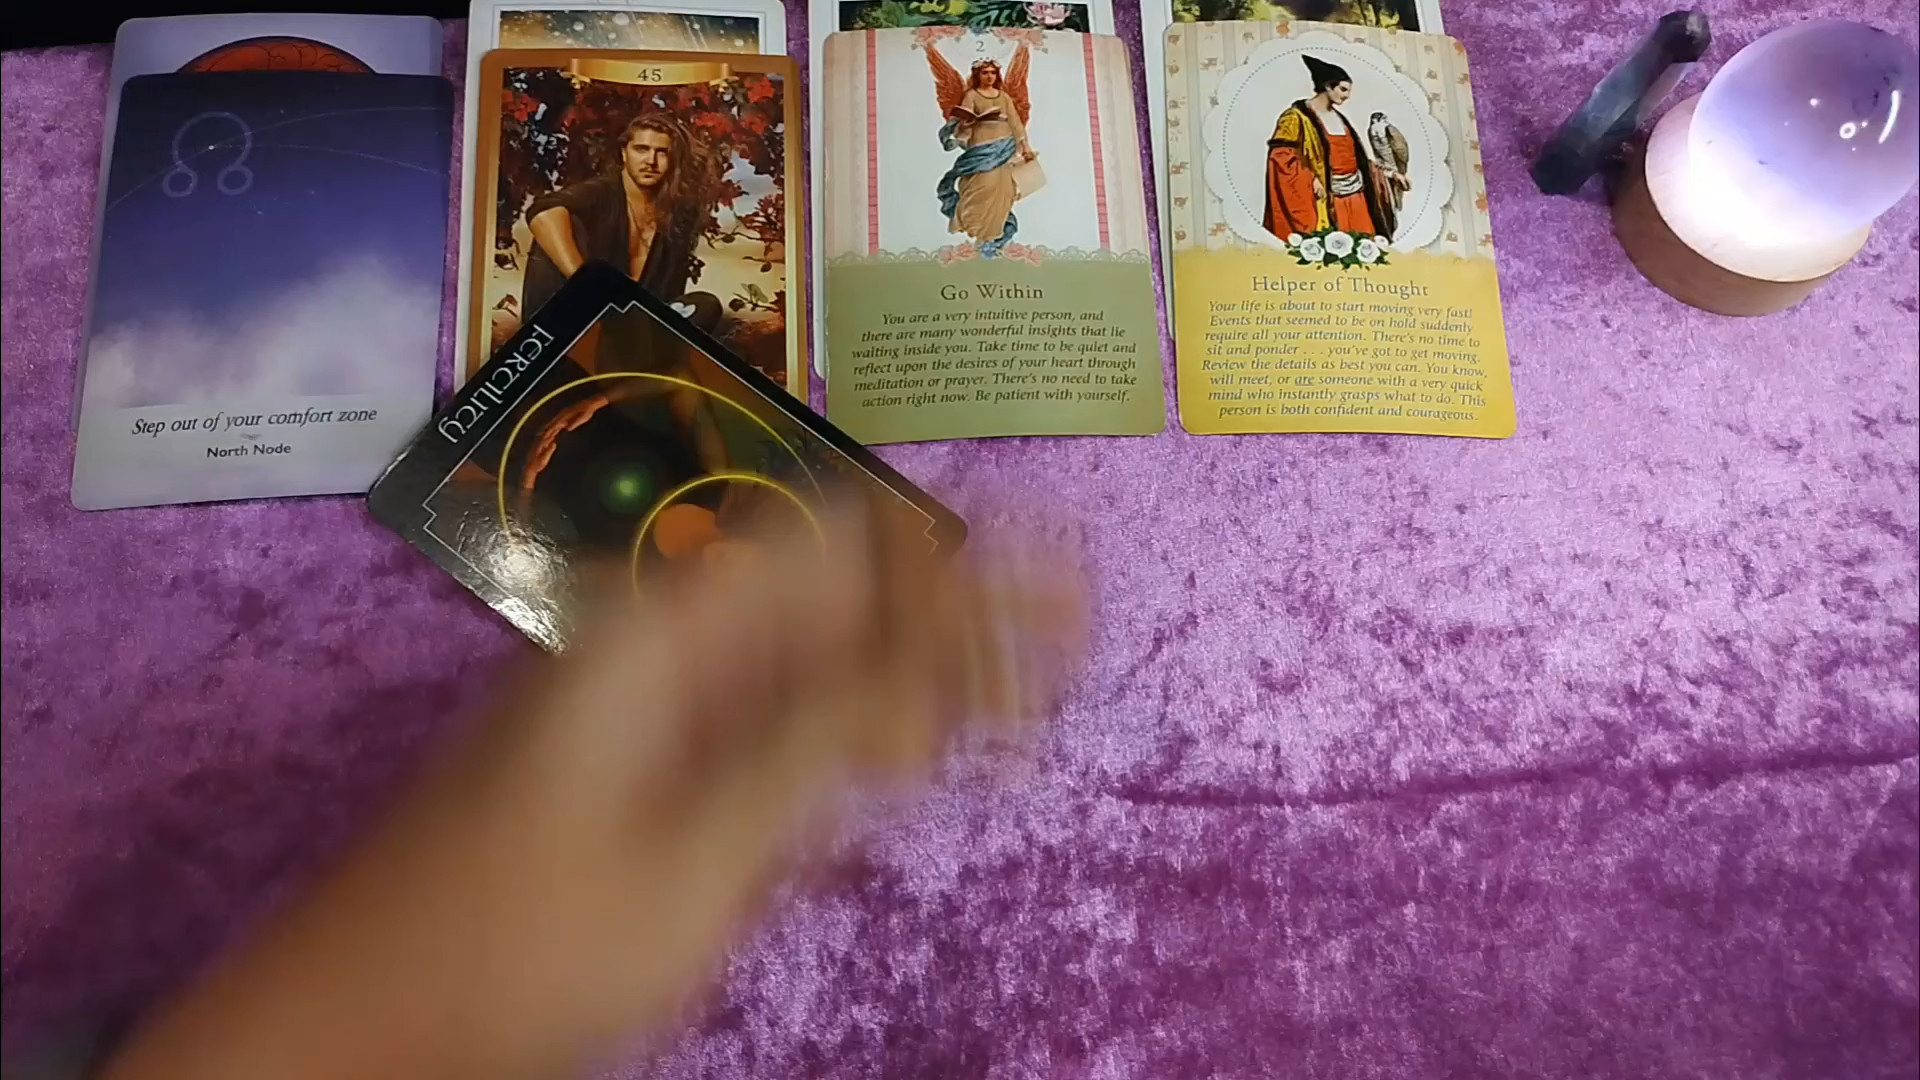 Step out of your comfort zone
North Node
45
FERTILITY
2
Go Within
You are a very intuitive person, and
there are many wonderful insights that lie
waiting inside you. Take time to be quiet and
reflect upon the desires of your heart through
meditation or prayer. There's no need to take
action right now. Be patient with yourself.
Helper of Thought
Your life is about to start moving very fast!
Events that seemed to be on hold suddenly
require all your attention. There's no time to
sit and ponder . . . you've got to get moving.
Review the details as best you can. You know,
will meet, or are someone with a very quick
mind who instantly grasps what to do. This
person is both confident and courageous.